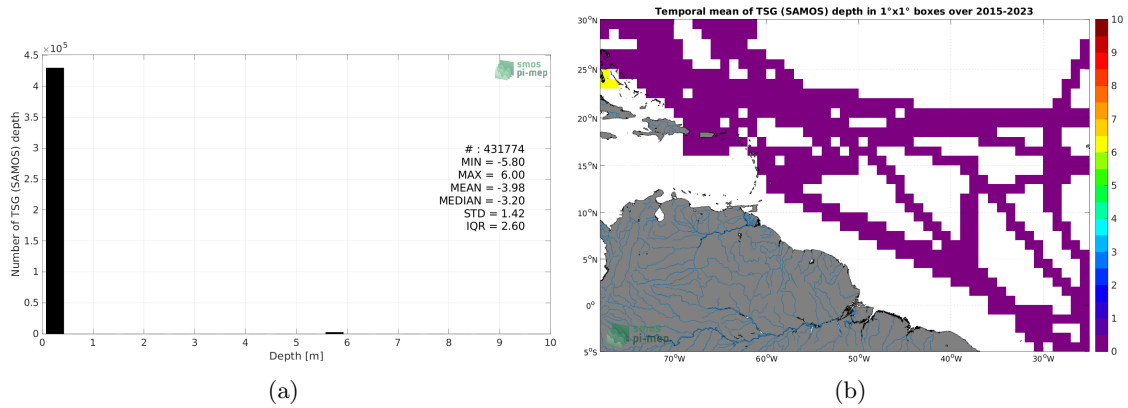 ×10^5
4.5
4
3.5
3
2.5
2
1.5
1
0.5
0
Number of TSG (SAMOS) depth
smos
pi-mep
# : 431774
MIN = -5.80
MAX = 6.00
MEAN = -3.98
MEDIAN = -3.20
STD = 1.42
IQR = 2.60
0 1 2 3 4 5 6 7 8 9 10
Depth [m]
(a)
Temporal mean of TSG (SAMOS) depth in 1°x1° boxes over 2015-2023
30°N
25°N
20°N
15°N
10°N
5°N
0°
5°S
smos
pi-mep
70°W 60°W 50°W 40°W 30°W
10
9
8
7
6
5
4
3
2
1
0
(b)